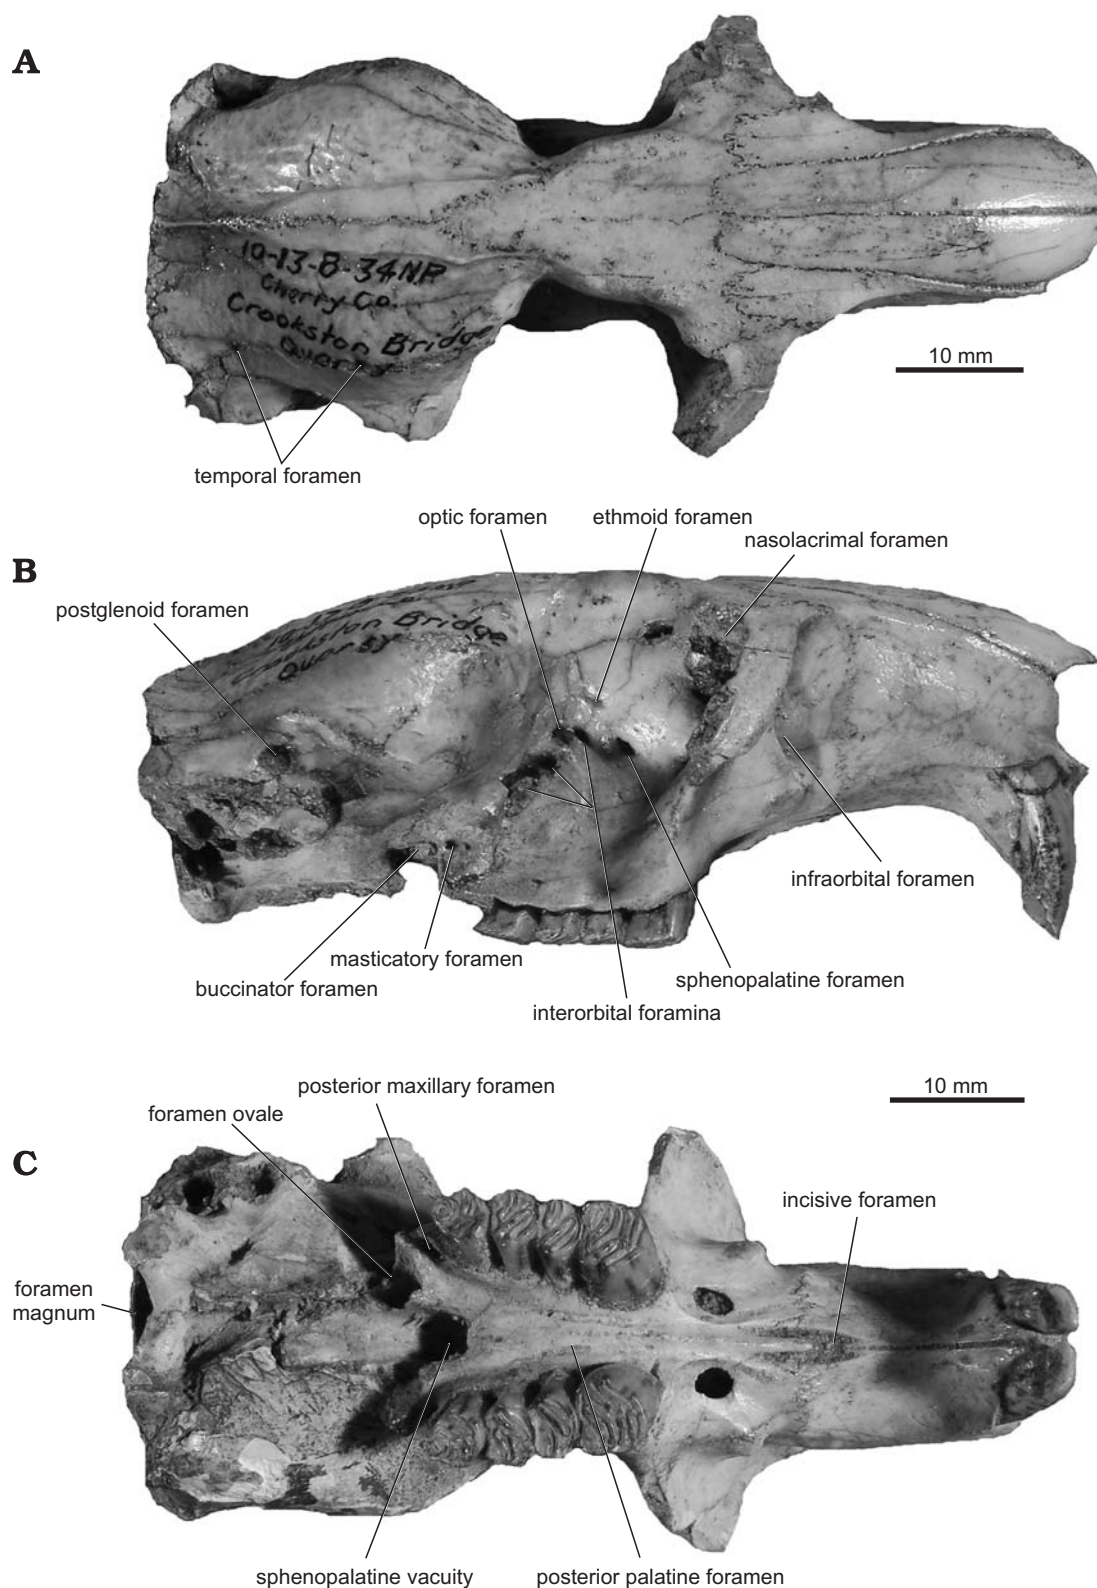 A
19-13-8-34 N.P.
Cherry Co.
Crookston Bridge
Quarry
10 mm
temporal foramen
optic foramen
ethmoid foramen
nasolacrimal foramen
B
postglenoid foramen
Crookston Bridge
Quarry
infraorbital foramen
masticatory foramen
buccinator foramen
sphenopalatine foramen
interorbital foramina
10 mm
posterior maxillary foramen
foramen ovale
C
incisive foramen
foramen
magnum
sphenopalatine vacuity
posterior palatine foramen